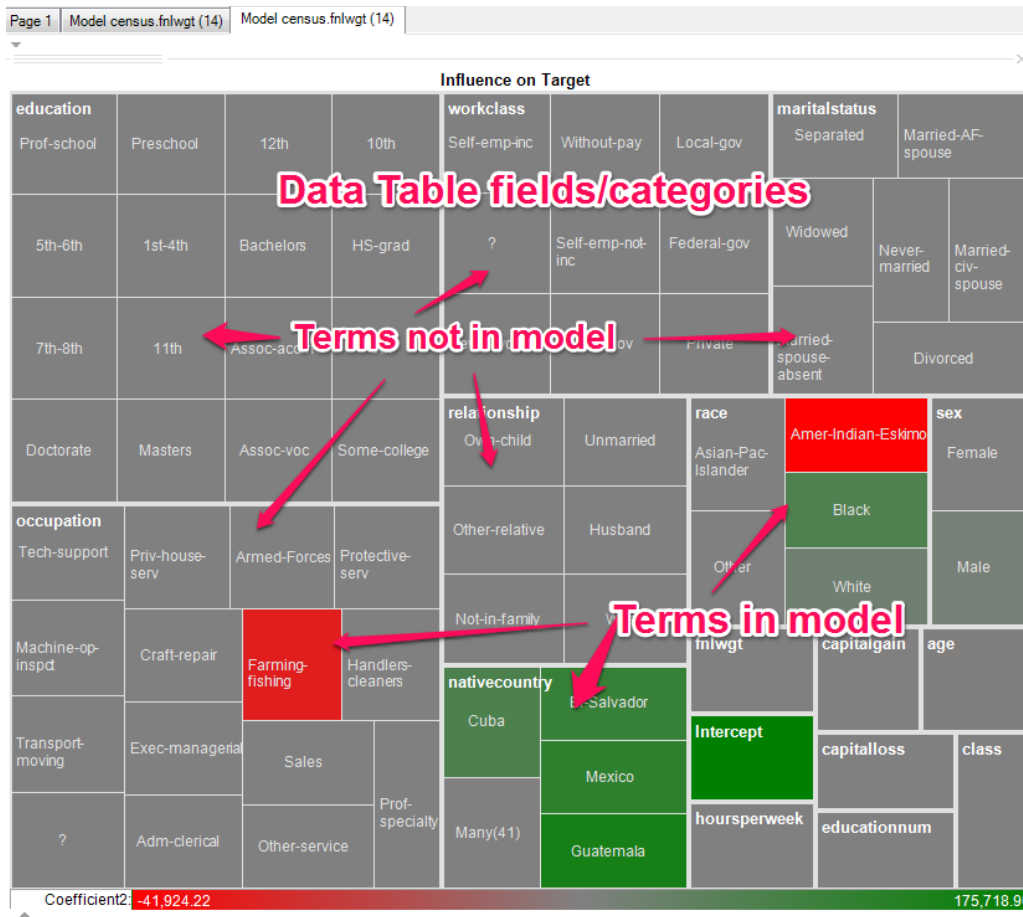 Page 1
Model census.fnlwgt (14)
Model census.fnlwgt (14)
Influence on Target
education
Prof-school
Preschool
12th
10th
5th-6th
1st-4th
Bachelors
HS-grad
7th-8th
11th
Doctorate
Masters
Assoc-voc
Some-college
workclass
Self-emp-inc
Without-pay
Local-gov
?
Self-emp-not-
inc
Federal-gov
Private
maritalstatus
Separated
Married-AF-
spouse
Widowed
Never-
married
Married-
civ-
spouse
Married-
spouse-
absent
Divorced
Data Table fields/categories
Terms not in model
relationship
Own-child
Unmarried
Other-relative
Husband
Not-in-family
race
Asian-Pac-
Islander
Amer-Indian-Eskimo
Black
Other
White
sex
Female
Male
Terms in model
occupation
Tech-support
Priv-house-
serv
Armed-Forces
Protective-
serv
Machine-op-
inspct
Craft-repair
Farming-
fishing
Handlers-
cleaners
Transport-
moving
Exec-managerial
Sales
Prof-
specialty
?
Adm-clerical
Other-service
nativecountry
Cuba
El-Salvador
Mexico
Many(41)
Guatemala
fnlwgt
capitalgain
age
Intercept
capitalloss
class
hoursperweek
educationnum
Coefficient2:
-41,924.22
175,718.9